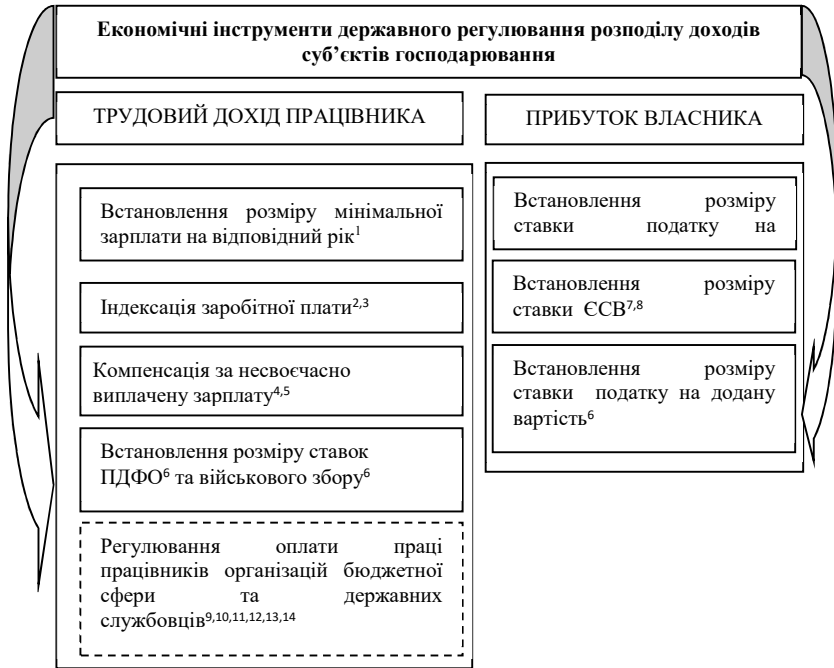 Економічні інструменти державного регулювання розподілу доходів
суб’єктів господарювання
ТРУДОВИЙ ДОХІД ПРАЦІВНИКА
Встановлення розміру мінімальної
зарплати на відповідний рік1
Індексація заробітної плати2,3
Компенсація за несвоєчасно
виплачену зарплату4,5
Встановлення розміру ставок
ПДФО6 та військового збору6
Регулювання оплати праці
працівників організацій бюджетної
сфери та державних
службовців9,10,11,12,13,14
ПРИБУТОК ВЛАСНИКА
Встановлення розміру
ставки податку на
Встановлення розміру
ставки ЄСВ7,8
Встановлення розміру
ставки податку на додану
вартість6